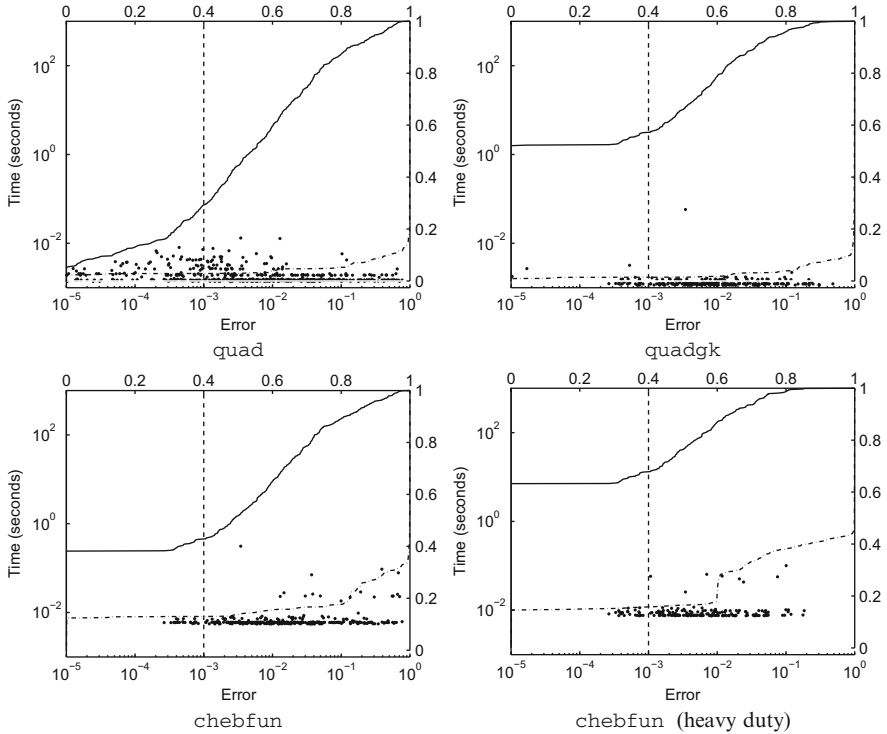 0 0.2 0.4 0.6 0.8 1
0 0.2 0.4 0.6 0.8 1
10^2 10^0 10^−2
Time (seconds)
1 0.8 0.6 0.4 0.2 0
10^2 10^0 10^−2
Time (seconds)
1 0.8 0.6 0.4 0.2 0
10^−5 10^−4 10^−3 10^−2 10^−1 10^0
10^−5 10^−4 10^−3 10^−2 10^−1 10^0
Error
Error
quad
quadgk
0 0.2 0.4 0.6 0.8 1
0 0.2 0.4 0.6 0.8 1
10^2 10^0 10^−2
Time (seconds)
1 0.8 0.6 0.4 0.2 0
10^2 10^0 10^−2
Time (seconds)
1 0.8 0.6 0.4 0.2 0
10^−5 10^−4 10^−3 10^−2 10^−1 10^0
10^−5 10^−4 10^−3 10^−2 10^−1 10^0
Error
Error
chebfun
chebfun (heavy duty)